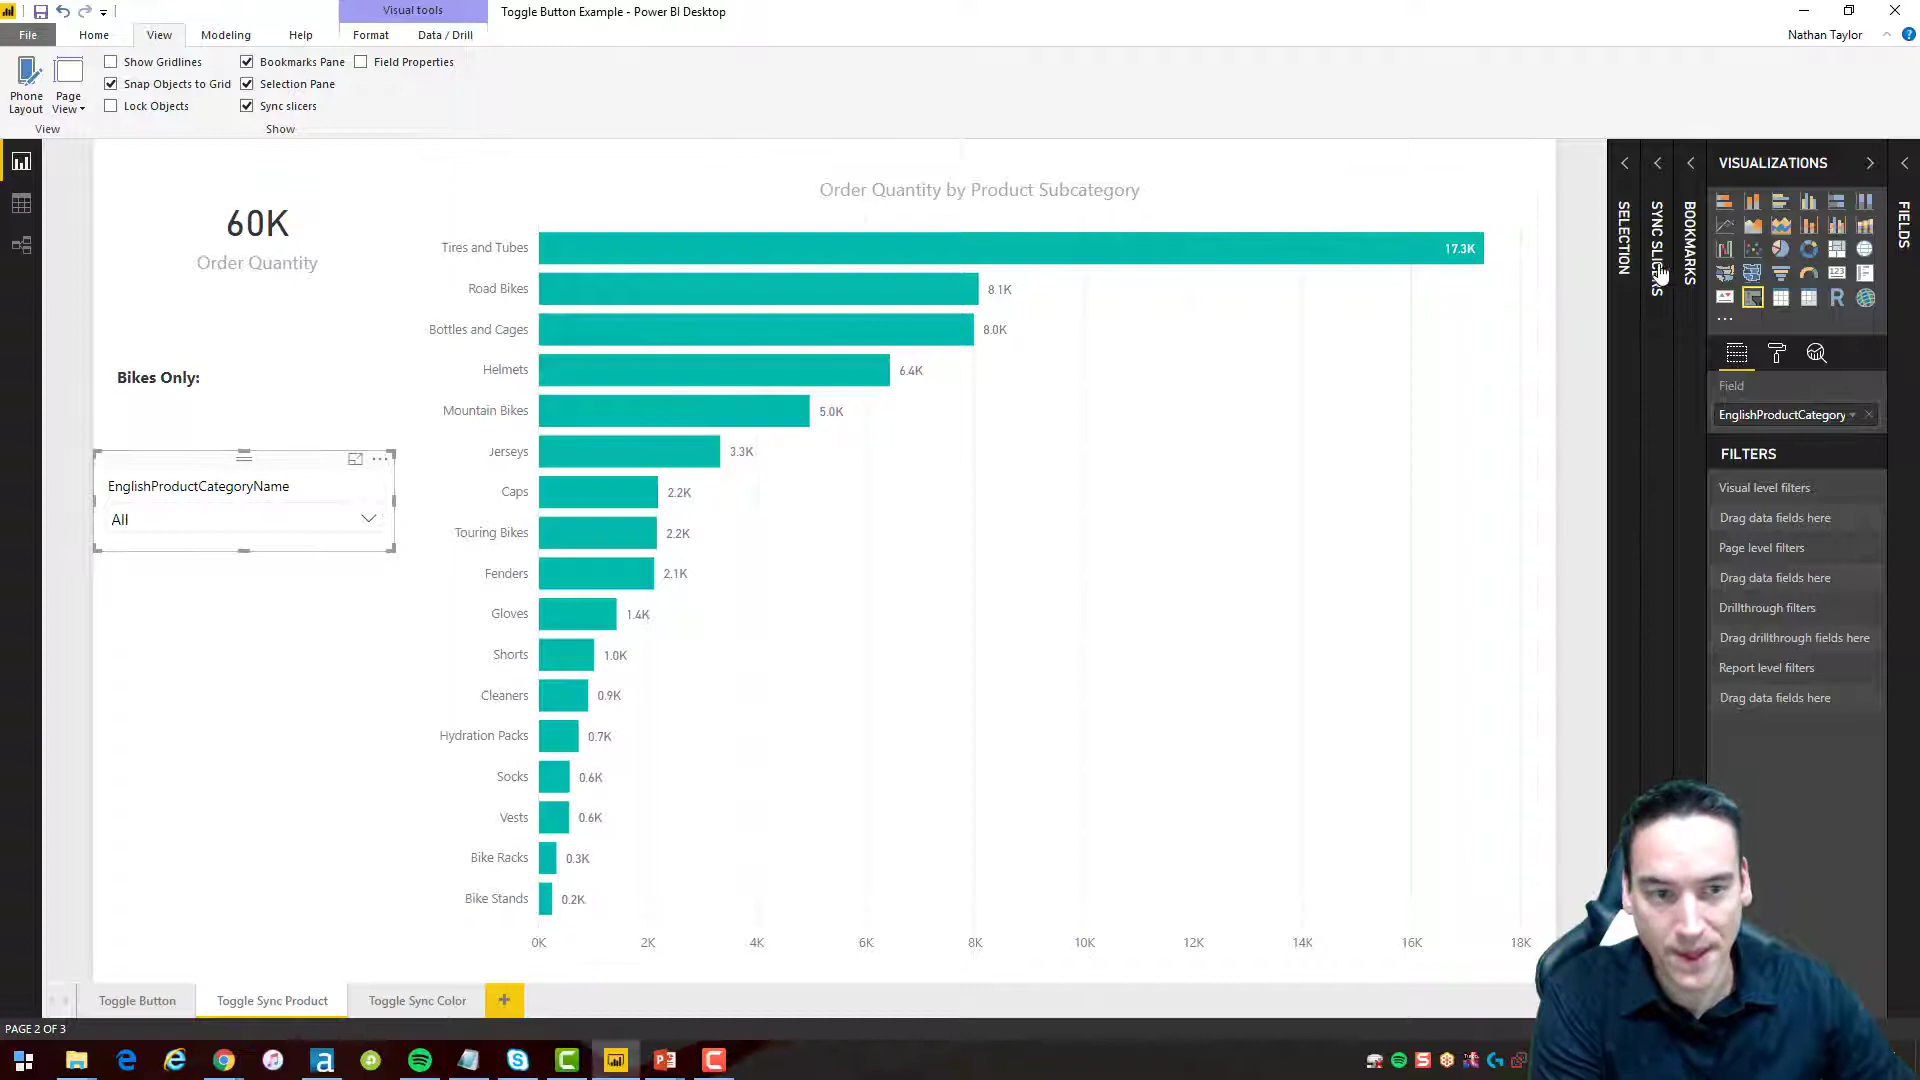 Visual tools
Toggle Button Example - Power BI Desktop
File
Home
View
Modeling
Help
Format
Data / Drill
Nathan Taylor
Show Gridlines
Bookmarks Pane
Field Properties
Snap Objects to Grid
Selection Pane
Lock Objects
Sync slicers
Phone
Layout
Page
View
View
Show
Order Quantity by Product Subcategory
60K
Order Quantity
Bikes Only:
EnglishProductCategoryName
All
Tires and Tubes 17.3K
Road Bikes 8.1K
Bottles and Cages 8.0K
Helmets 6.4K
Mountain Bikes 5.0K
Jerseys 3.3K
Caps 2.2K
Touring Bikes 2.2K
Fenders 2.1K
Gloves 1.4K
Shorts 1.0K
Cleaners 0.9K
Hydration Packs 0.7K
Socks 0.6K
Vests 0.6K
Bike Racks 0.3K
Bike Stands 0.2K
0K 2K 4K 6K 8K 10K 12K 14K 16K 18K
SELECTION
SYNC SLICERS
BOOKMARKS
VISUALIZATIONS
FIELDS
Field
EnglishProductCategory
FILTERS
Visual level filters
Drag data fields here
Page level filters
Drag data fields here
Drillthrough filters
Drag drillthrough fields here
Report level filters
Drag data fields here
Toggle Button
Toggle Sync Product
Toggle Sync Color
PAGE 2 OF 3